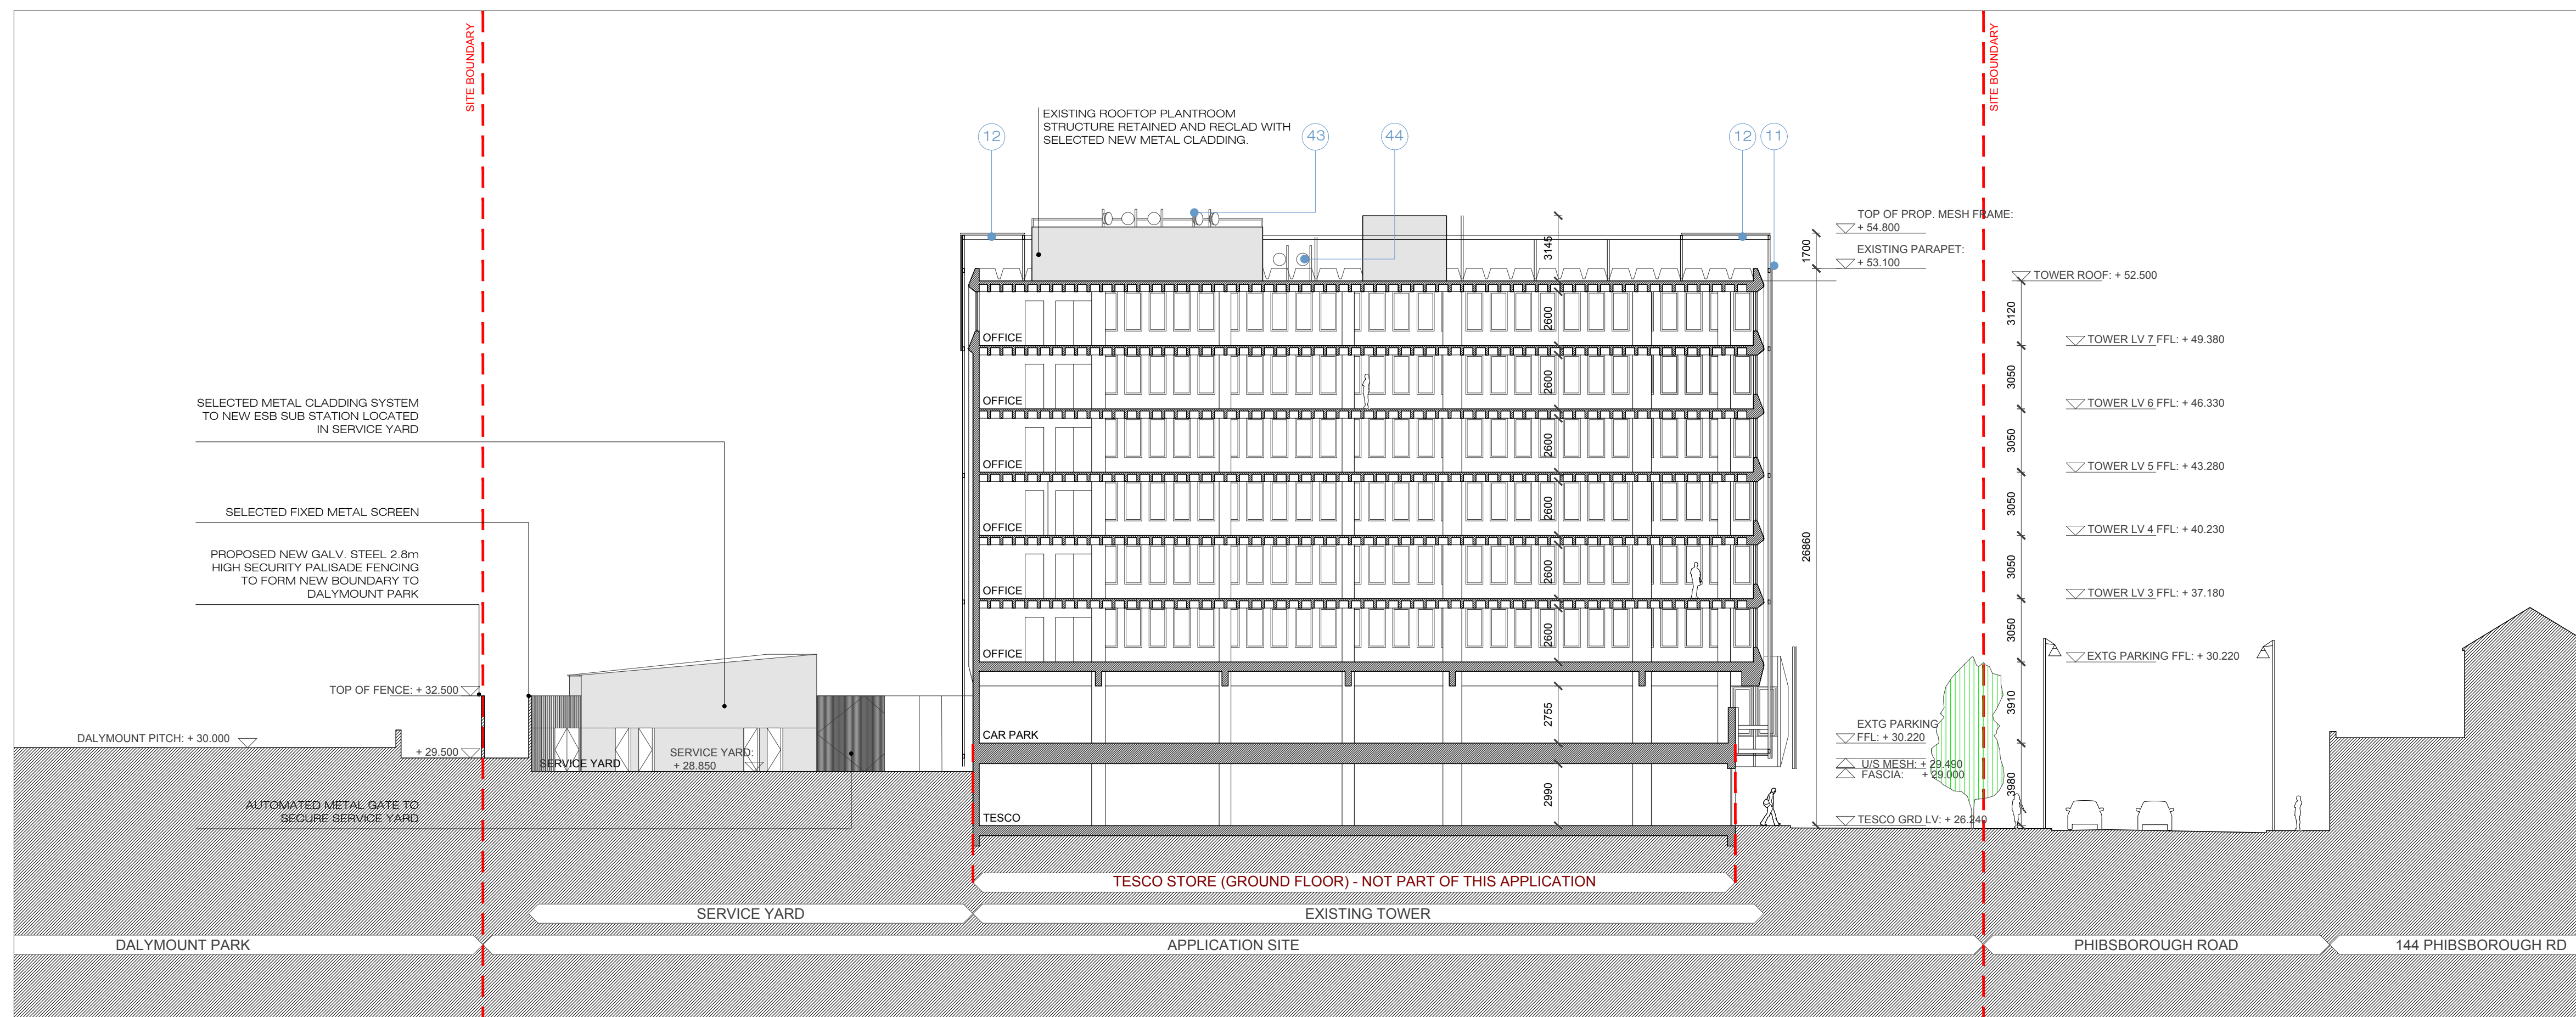 SITE BOUNDARY
SITE BOUNDARY
EXISTING ROOFTOP PLANTROOM
STRUCTURE RETAINED AND RECLAD WITH
SELECTED NEW METAL CLADDING.
12
43
44
12
11
TOP OF PROP. MESH FRAME:
+ 54.800
EXISTING PARAPET:
+ 53.100
1700
3145
26860
TOWER ROOF: + 52.500
3120
TOWER LV 7 FFL: + 49.380
3050
TOWER LV 6 FFL: + 46.330
3050
TOWER LV 5 FFL: + 43.280
3050
TOWER LV 4 FFL: + 40.230
3050
TOWER LV 3 FFL: + 37.180
3050
EXTG PARKING FFL: + 30.220
3910
3980
OFFICE
2600
OFFICE
2600
OFFICE
2600
OFFICE
2600
OFFICE
2600
OFFICE
2600
CAR PARK
2755
TESCO
2990
EXTG PARKING
FFL: + 30.220
U/S MESH: + 29.490
FASCIA: + 29.000
TESCO GRD LV: + 26.240
SELECTED METAL CLADDING SYSTEM
TO NEW ESB SUB STATION LOCATED
IN SERVICE YARD
SELECTED FIXED METAL SCREEN
PROPOSED NEW GALV. STEEL 2.8m
HIGH SECURITY PALISADE FENCING
TO FORM NEW BOUNDARY TO
DALYMOUNT PARK
TOP OF FENCE: + 32.500
DALYMOUNT PITCH: + 30.000
+ 29.500
SERVICE YARD
SERVICE YARD:
+ 28.850
AUTOMATED METAL GATE TO
SECURE SERVICE YARD
TESCO STORE (GROUND FLOOR) - NOT PART OF THIS APPLICATION
SERVICE YARD
EXISTING TOWER
DALYMOUNT PARK
APPLICATION SITE
PHIBSBOROUGH ROAD
144 PHIBSBOROUGH RD